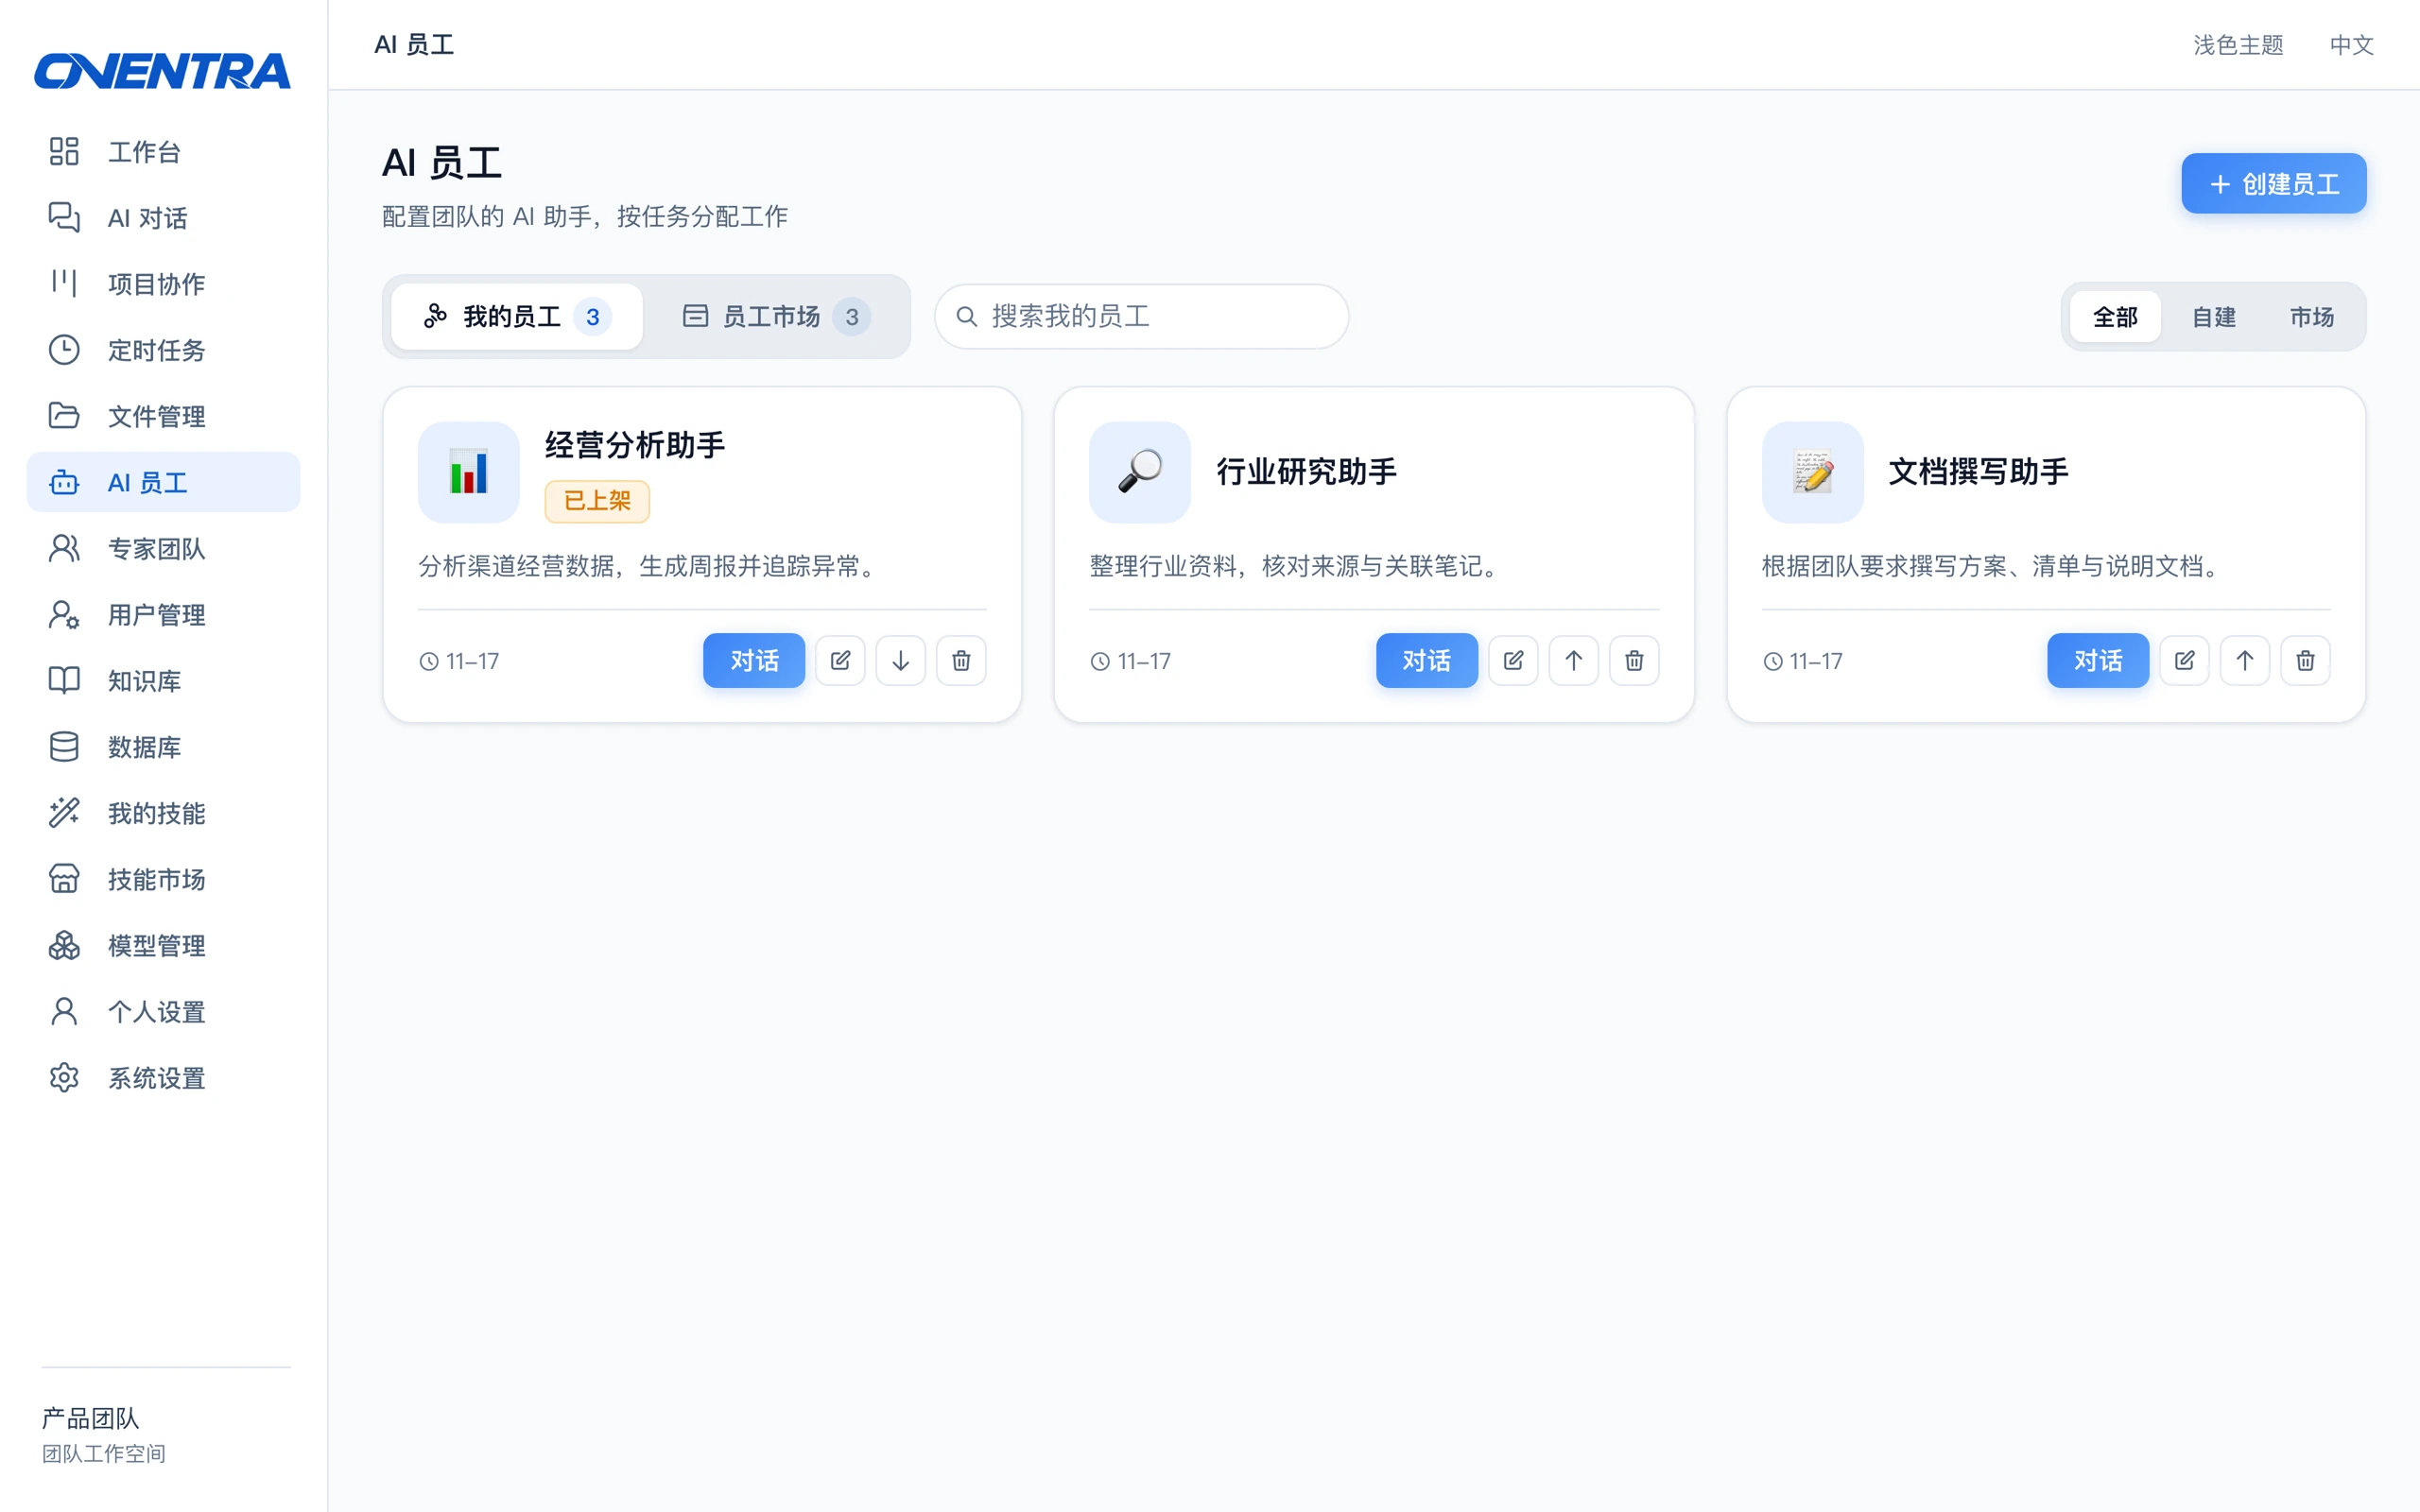 ONENTRA
工作台
AI 对话
项目协作
定时任务
文件管理
AI 员工
专家团队
用户管理
知识库
数据库
我的技能
技能市场
模型管理
个人设置
系统设置
产品团队
团队工作空间
AI 员工
浅色主题
中文
AI 员工
配置团队的 AI 助手，按任务分配工作
创建员工
我的员工 3
员工市场 3
搜索我的员工
全部
自建
市场
经营分析助手
已上架
分析渠道经营数据，生成周报并追踪异常。
11-17
对话
行业研究助手
整理行业资料，核对来源与关联笔记。
11-17
对话
文档撰写助手
根据团队要求撰写方案、清单与说明文档。
11-17
对话